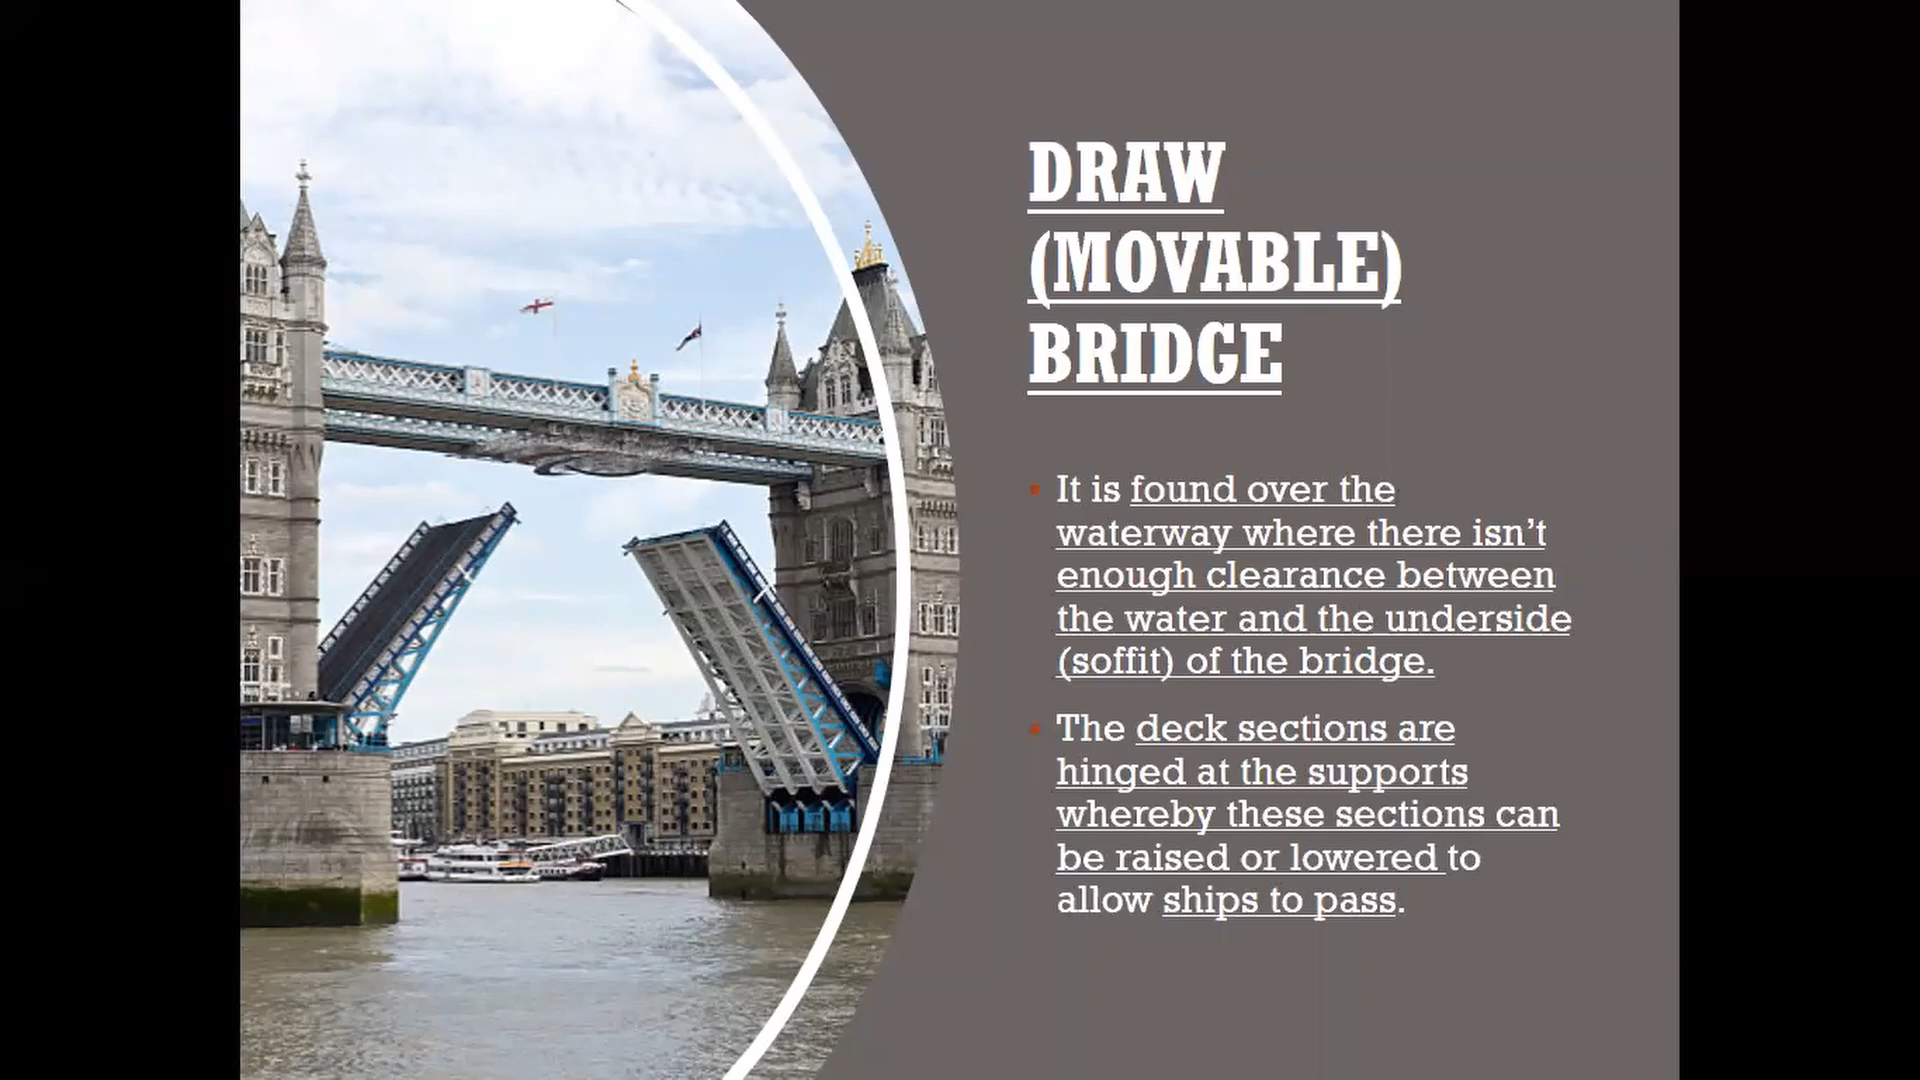 DRAW
(MOVABLE)
BRIDGE
It is found over the
waterway where there isn't
enough clearance between
the water and the underside
(soffit) of the bridge.
The deck sections are
hinged at the supports
whereby these sections can
be raised or lowered to
allow ships to pass.